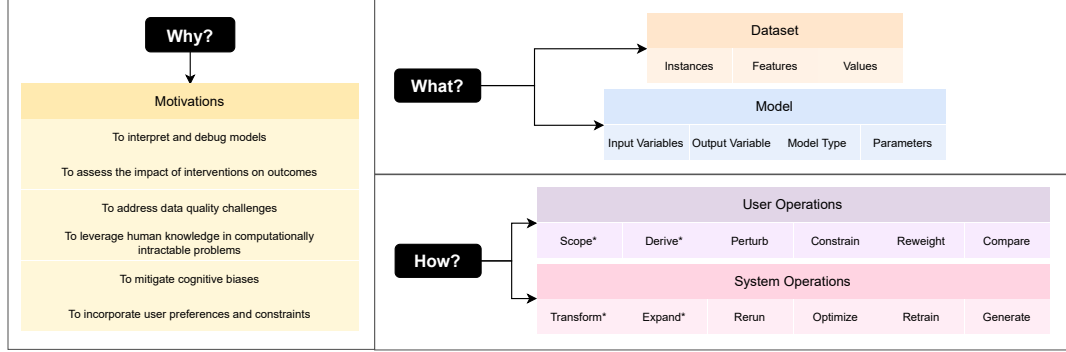 Why?
Motivations
To interpret and debug models
To assess the impact of interventions on outcomes
To address data quality challenges
To leverage human knowledge in computationally
intractable problems
To mitigate cognitive biases
To incorporate user preferences and constraints
What?
Dataset
Instances Features Values
Model
Input Variables Output Variable Model Type Parameters
How?
User Operations
Scope* Derive* Perturb Constrain Reweight Compare
System Operations
Transform* Expand* Rerun Optimize Retrain Generate